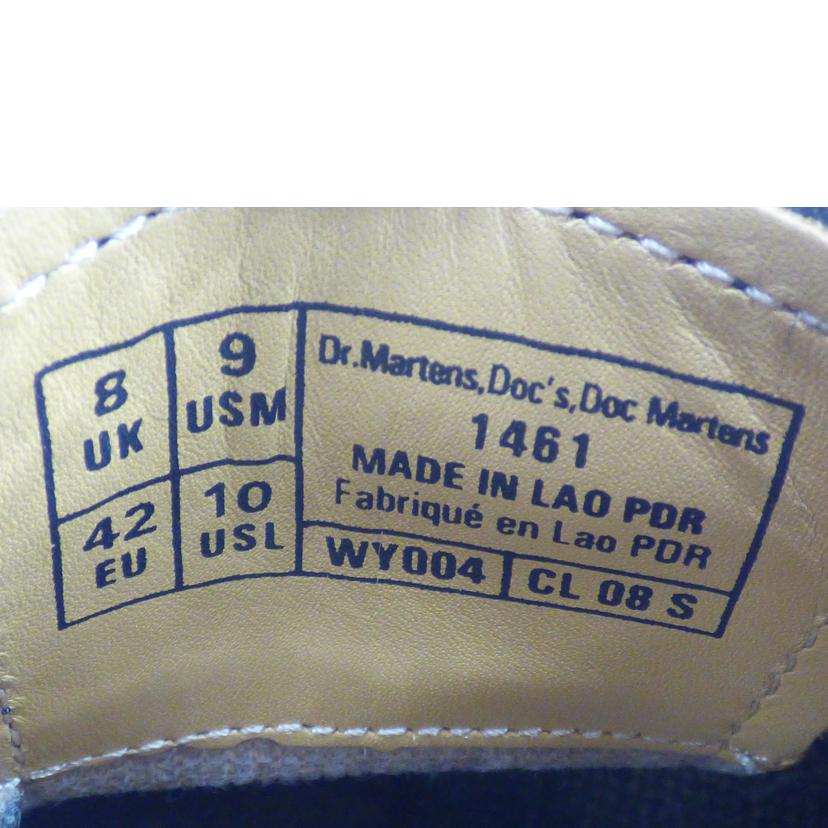 8
UK
9
USM
42
EU
10
USL
Dr.Martens,Doc's,Doc Martens
1461
MADE IN LAO PDR
Fabriqué en Lao PDR
WY004
CL 08 S